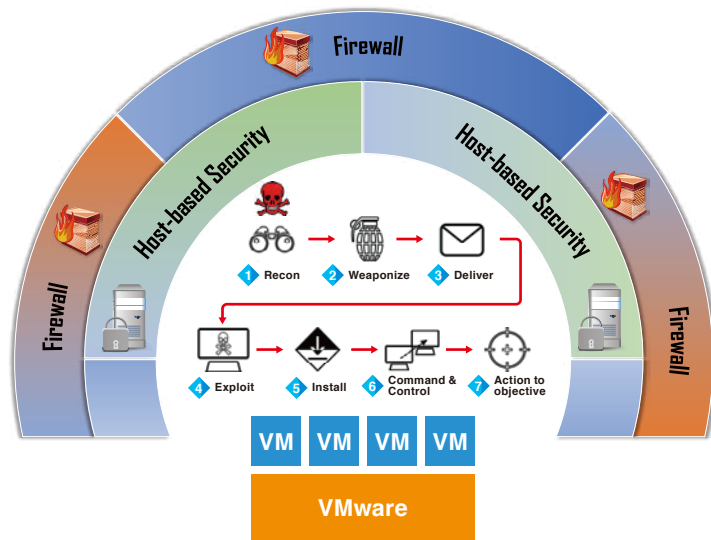 Firewall
Host-based Security
Host-based Security
Firewall
Firewall
1 Recon
2 Weaponize
3 Deliver
4 Exploit
5 Install
6 Command &
Control
7 Action to
objective
VM VM VM VM
VMware